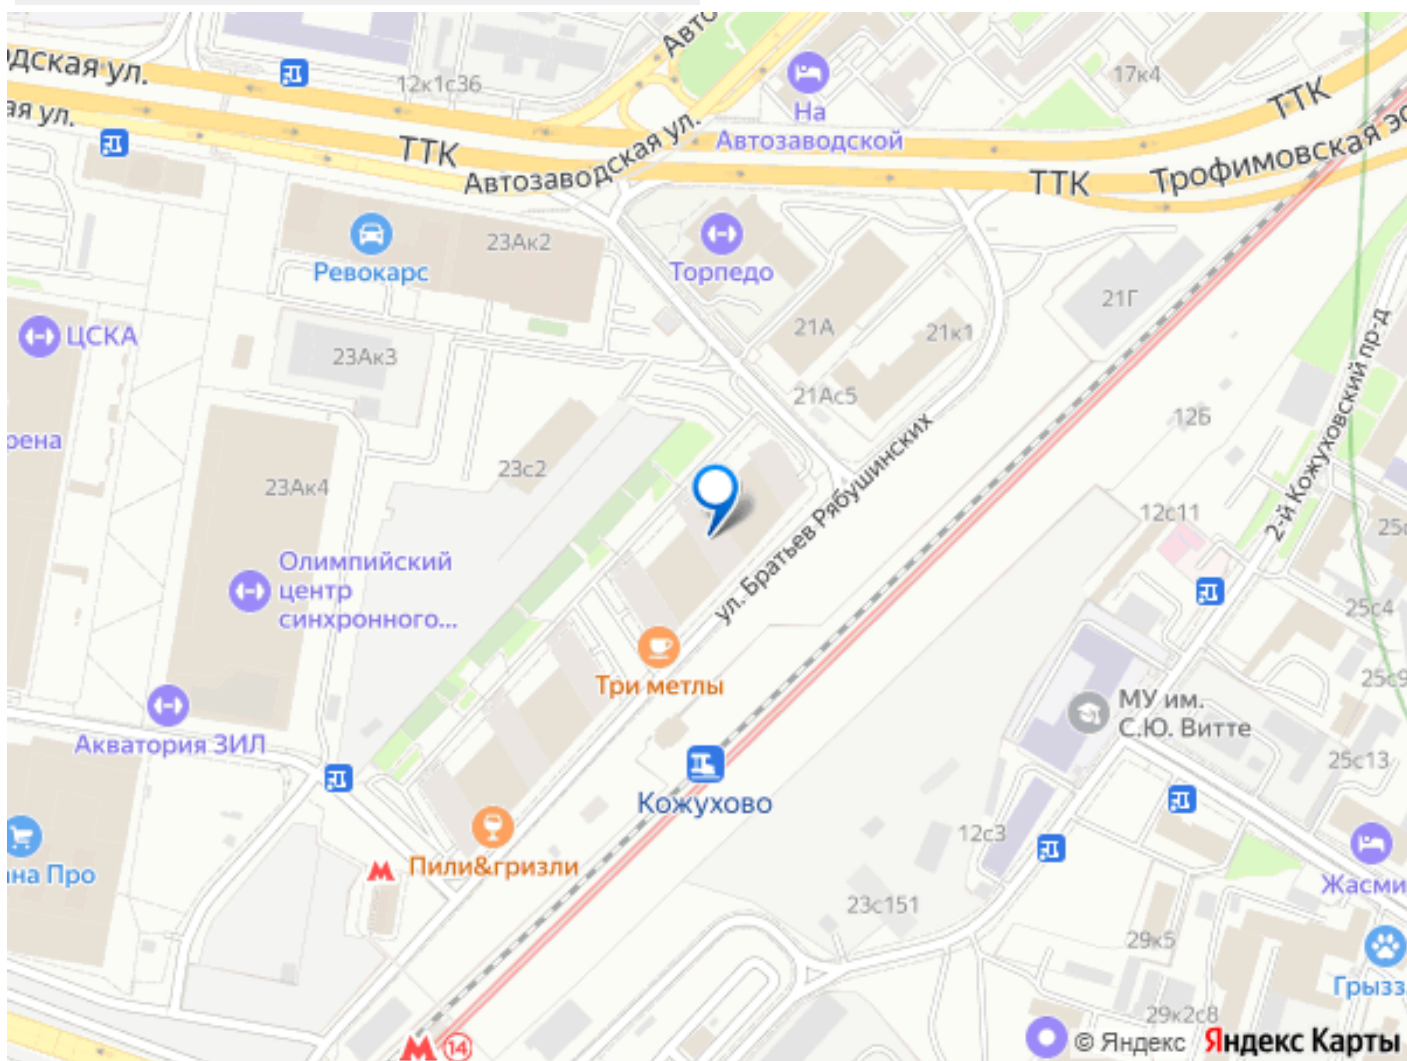 Авто
дская ул.
12к1с36
17к4
На
Автозаводской
ТТК
ая ул.
ТТК
Автозаводская ул.
ТТК
Трофимовская эс
23Ак2
Ревокарс
Торпедо
21Г
21А
21к1
ЦСКА
23Ак3
21Ас5
12Б
2-й Кожуховский пр-д
рена
23с2
23Ак4
ул. Братьев Рябушинских
12с11
25с
Олимпийский
центр
синхронного...
25с4
Три метлы
25с9
МУ им.
С.Ю. Витте
Акватория ЗИЛ
25с13
Кожухово
12с3
на Про
Пили&гризли
Жасми
23с151
29к5
Грызз
29к2с8
14
© Яндекс Яндекс Карты